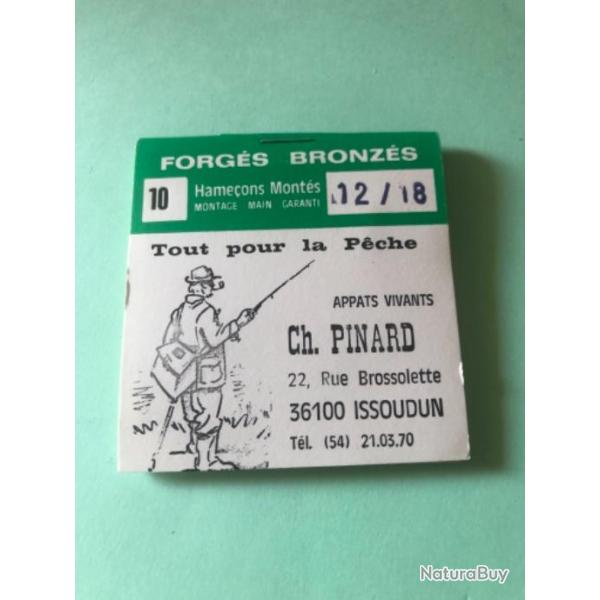 FORGÉS BRONZÉS
10 Hameçons Montés 12 / 18
MONTAGE MAIN GARANTI
Tout pour la Pêche
APPATS VIVANTS
Ch. PINARD
22, Rue Brossolette
36100 ISSOUDUN
Tél. (54) 21.03.70
NaturaBuy